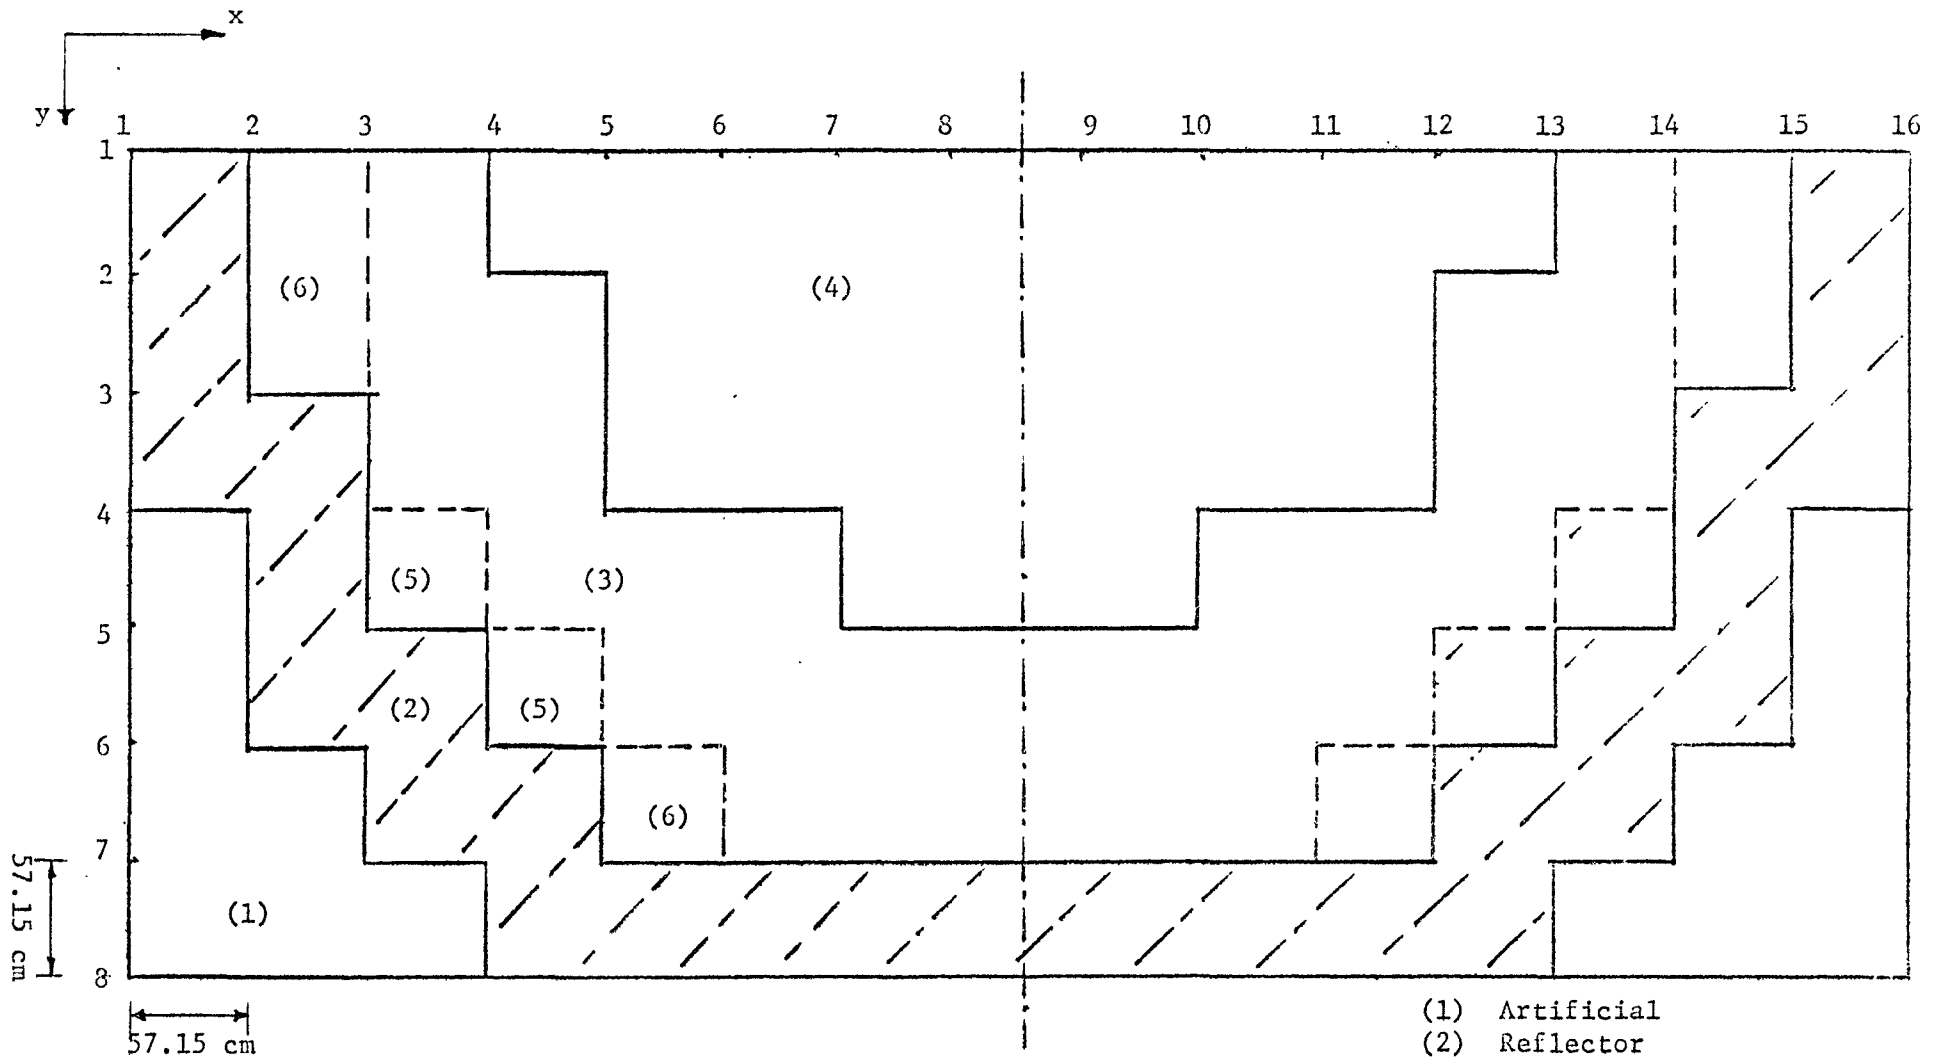 x
y
1 2 3 4 5 6 7 8 9 10 11 12 13 14 15 16
1
2
(6) (4)
3
4
(5) (3)
5
(2) (5)
6
(6)
7
(1)
57.15 cm
8
57.15 cm
(1) Artificial
(2) Reflector